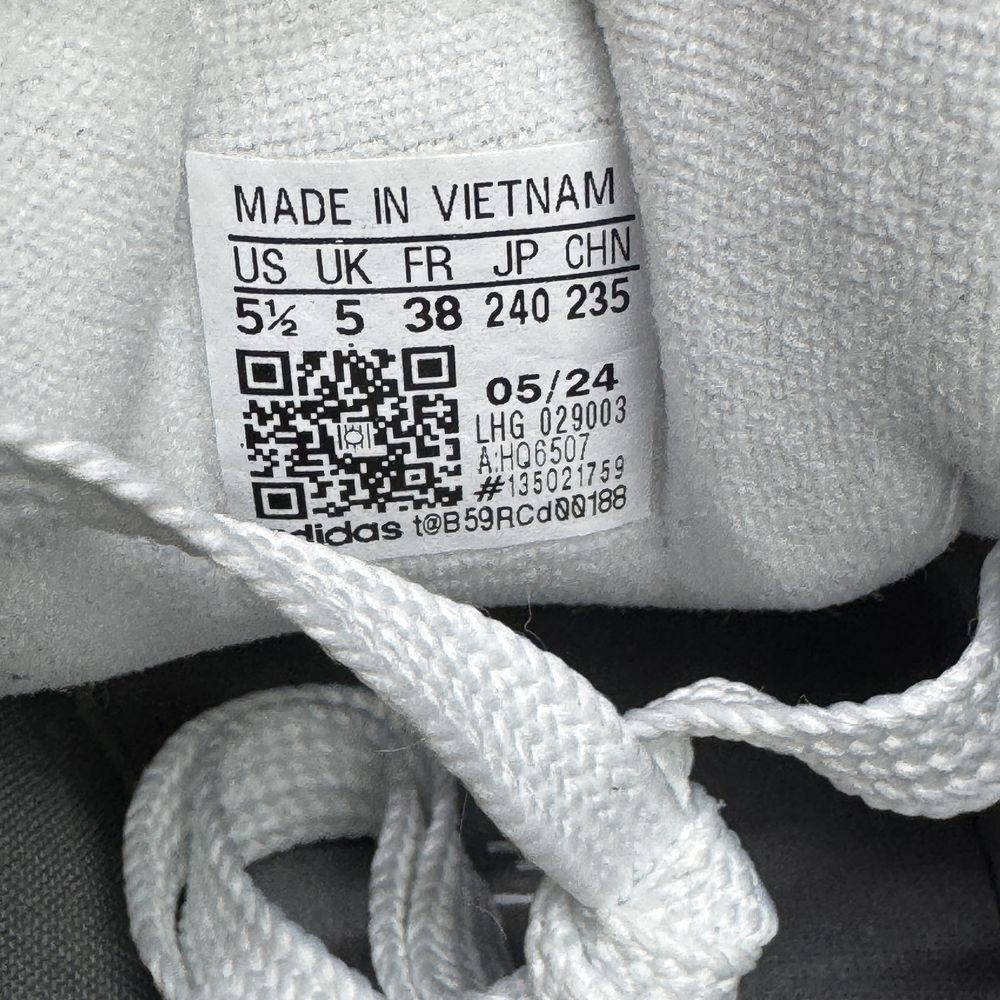 MADE IN VIETNAM
US UK FR JP CHN
5½ 5 38 240 235
05/24
LHG 029003
A:HQ6507
#135021759
adidas t@B59RCdQQ188